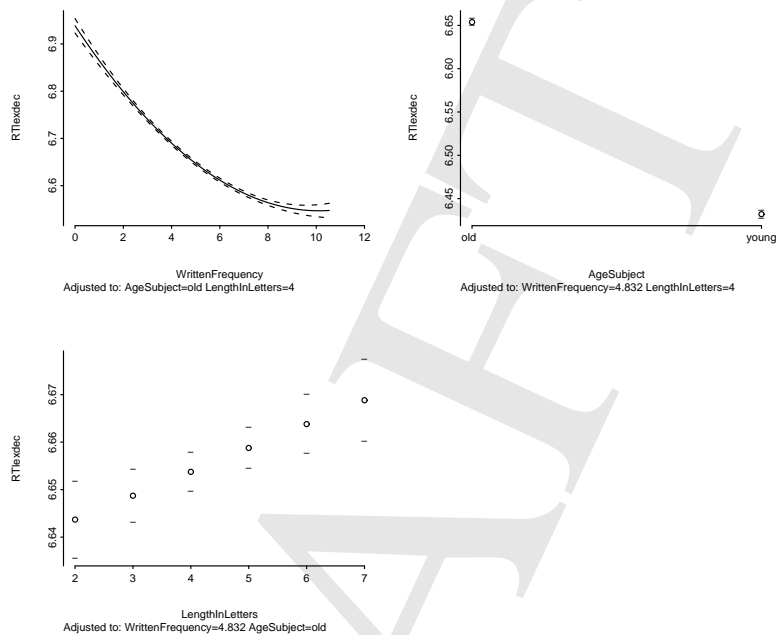 6.6 6.7 6.8 6.9
RTlexdec
0 2 4 6 8 10 12
WrittenFrequency
Adjusted to: AgeSubject=old LengthInLetters=4
6.45 6.50 6.55 6.60 6.65
RTlexdec
old young
AgeSubject
Adjusted to: WrittenFrequency=4.832 LengthInLetters=4
6.64 6.65 6.66 6.67
RTlexdec
2 3 4 5 6 7
LengthInLetters
Adjusted to: WrittenFrequency=4.832 AgeSubject=old